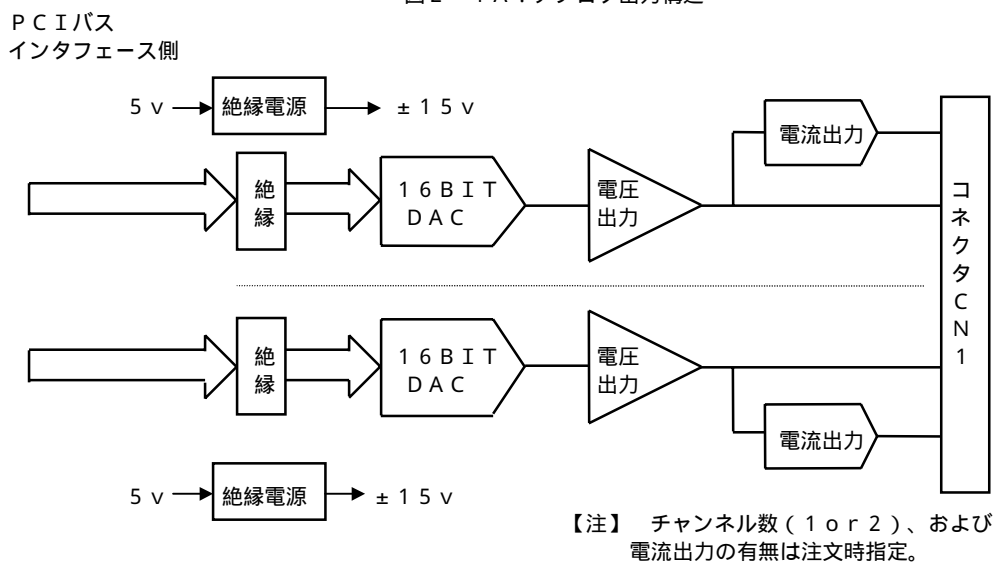 ＰＣＩバス
インタフェース側
５ｖ
絶縁電源
±１５ｖ
電流出力
絶縁
１６BＩＴ
ＤＡＣ
電圧
出力
コネクタＣＮ１
絶縁
１６BＩＴ
ＤＡＣ
電圧
出力
電流出力
５ｖ
絶縁電源
±１５ｖ
【注】　チャンネル数（１ｏｒ２）、および
電流出力の有無は注文時指定。